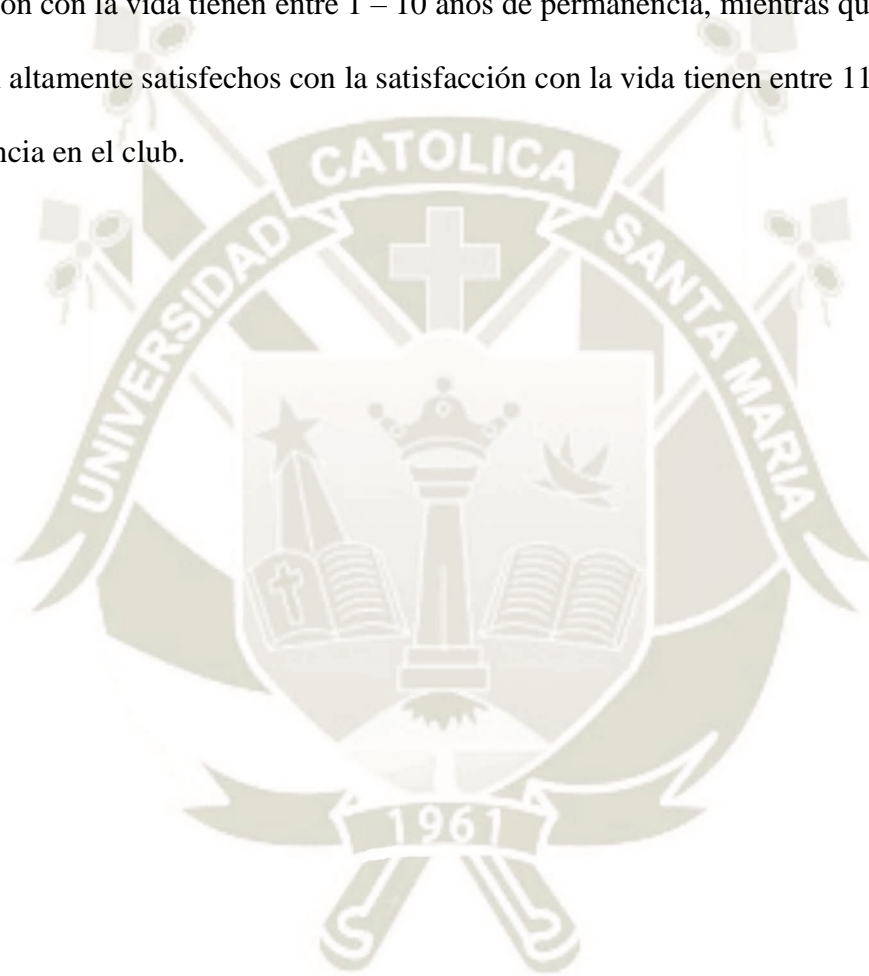 ón con la vida tienen entre 1 – 10 años de permanencia, mientras qu
altamente satisfechos con la satisfacción con la vida tienen entre 11
ncia en el club.
UNIVERSIDAD CATOLICA SANTA MARIA
1961